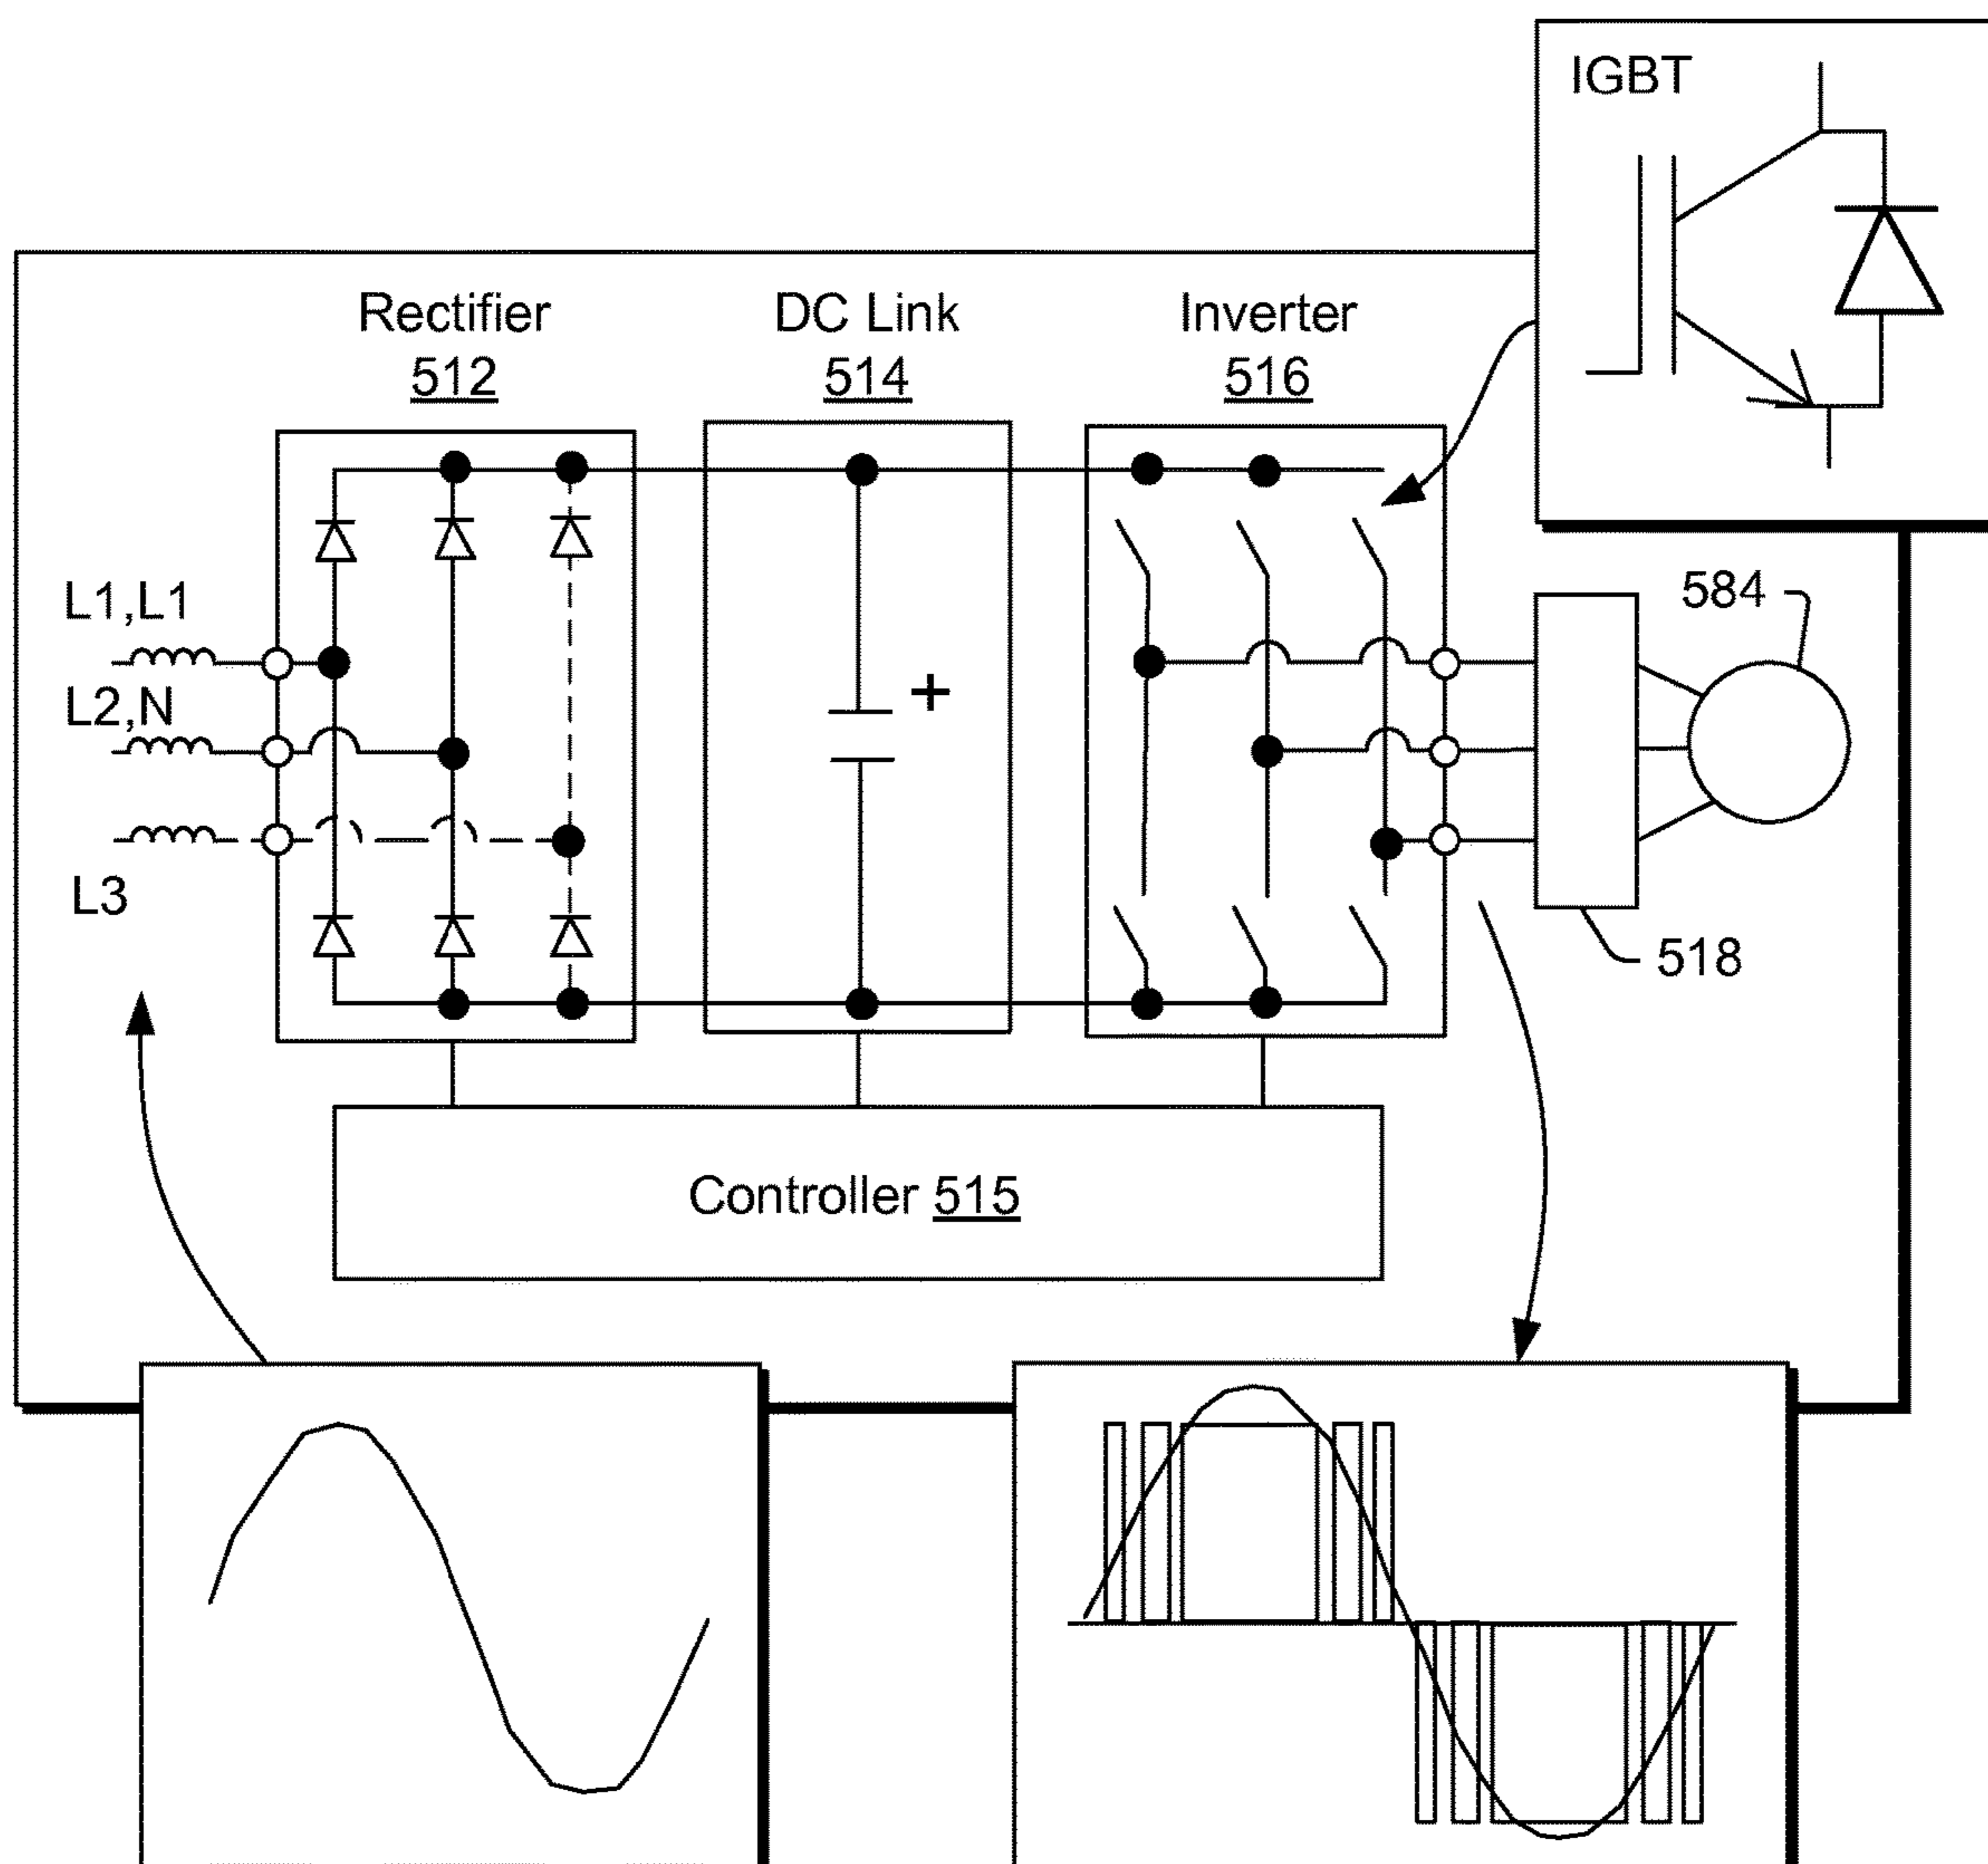 IGBT
Rectifier
512
DC Link
514
Inverter
516
L1,L1
L2,N
L3
+
584
518
Controller 515